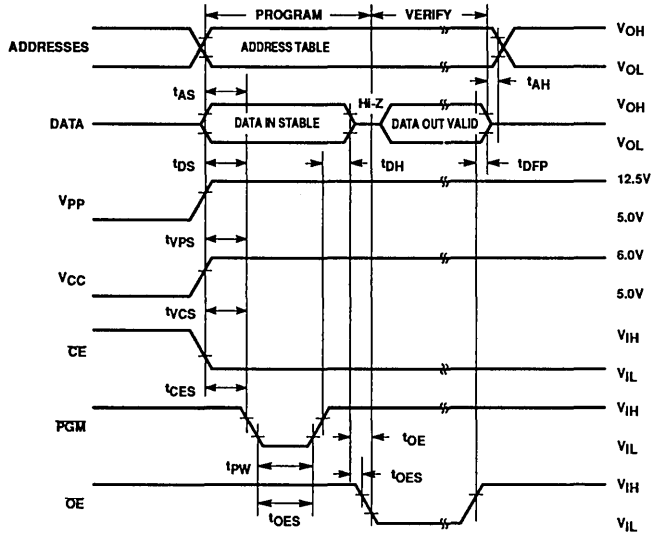 PROGRAM VERIFY
ADDRESSES ADDRESS TABLE VOH
VOL
tAS tAH
Hi-Z VOH
DATA DATA IN STABLE DATA OUT VALID
VOL
tDS tDH tDFP
12.5V
VPP
5.0V
tVPS
6.0V
VCC
5.0V
tVCS
VIH
CE
VIL
tCES
PGM VIH
tOE VIL
tPW tOES
VIH
OE
tOES VIL